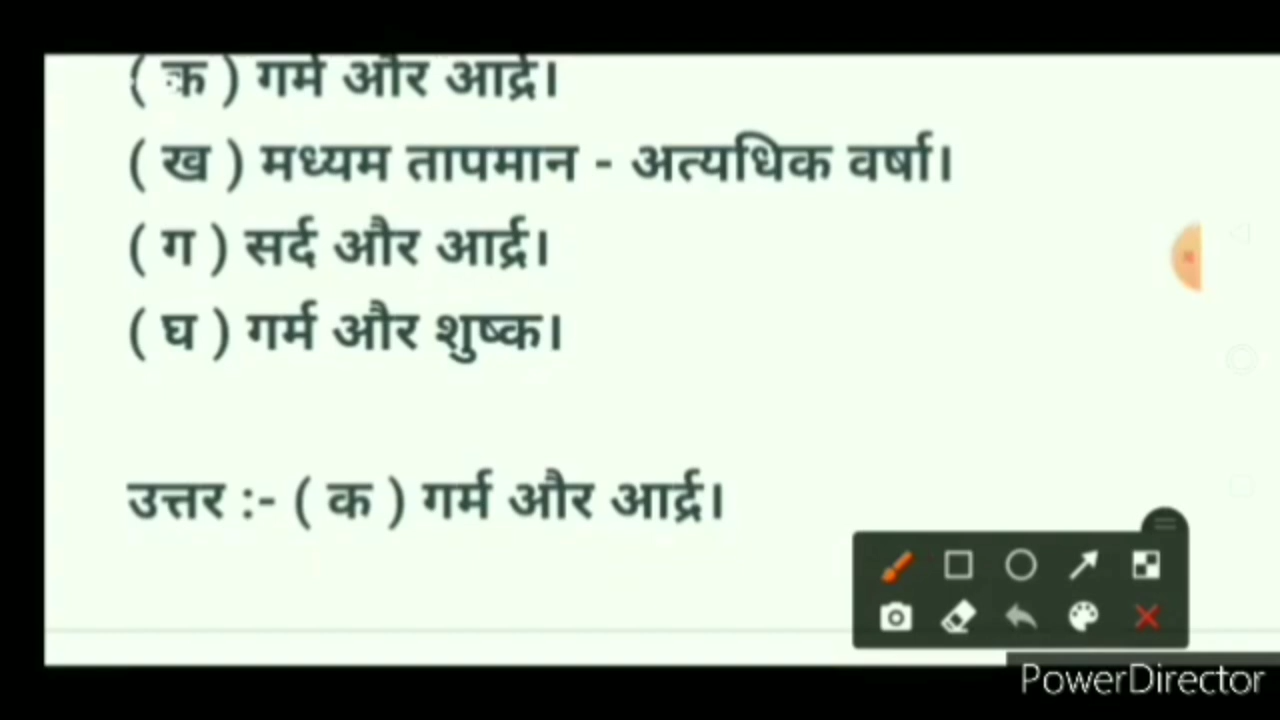 ( क ) गर्म और आर्द्र।
( ख ) मध्यम तापमान - अत्यधिक वर्षा।
( ग ) सर्द और आर्द्र।
( घ ) गर्म और शुष्क।
उत्तर :- ( क ) गर्म और आर्द्र।
PowerDirector